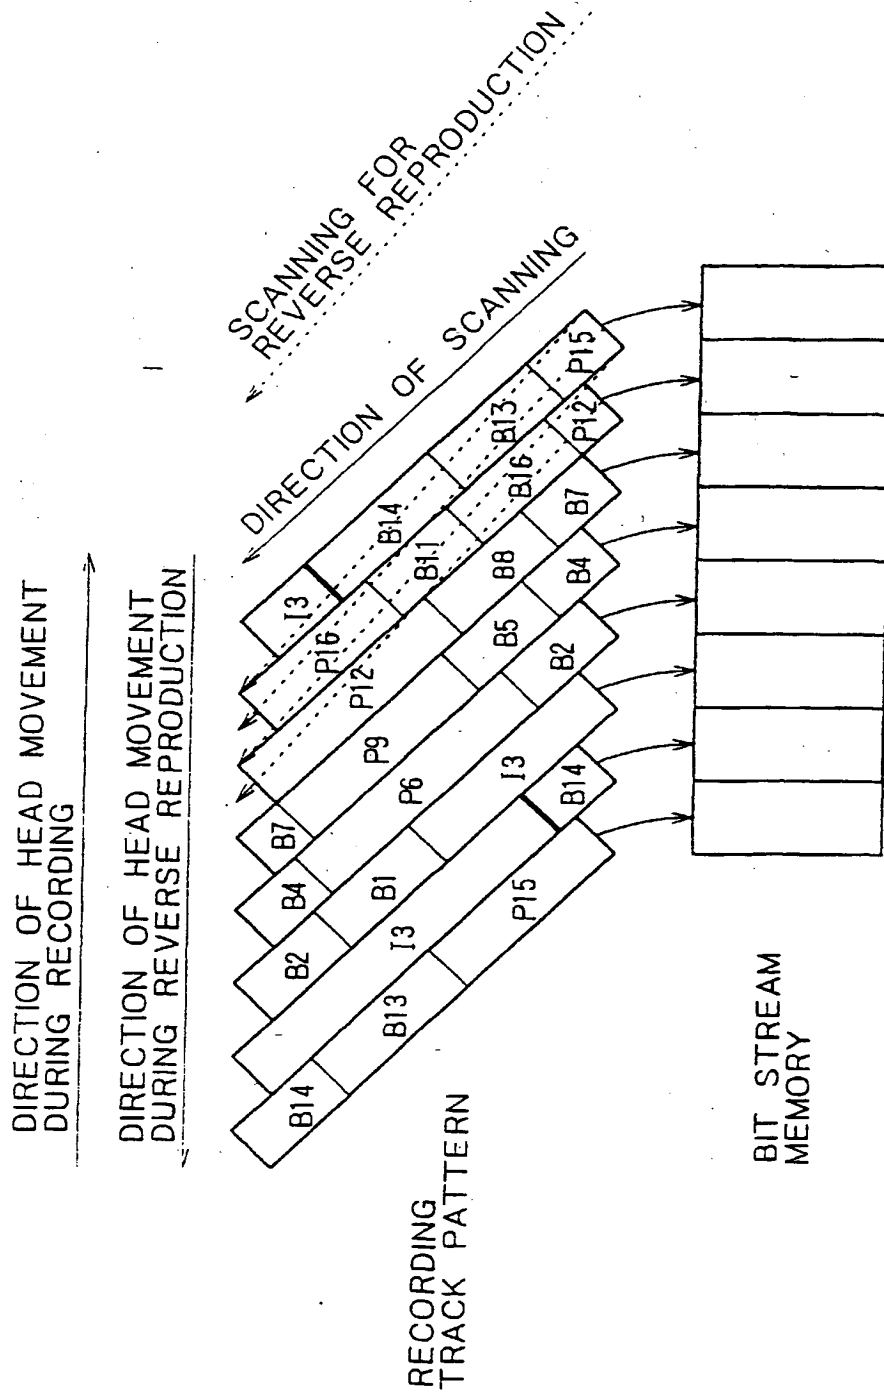 DIRECTION OF HEAD MOVEMENT
DURING RECORDING
DIRECTION OF HEAD MOVEMENT
DURING REVERSE REPRODUCTION
SCANNING FOR
REVERSE REPRODUCTION
DIRECTION OF SCANNING
RECORDING
TRACK PATTERN
B14
B13
P15
I3
B14
B2
B1
I3
B4
P6
B2
B7
P9
B5
B4
P12
B8
B7
P16
B11
B16
P12
I3
B14
B13
P15
BIT STREAM
MEMORY